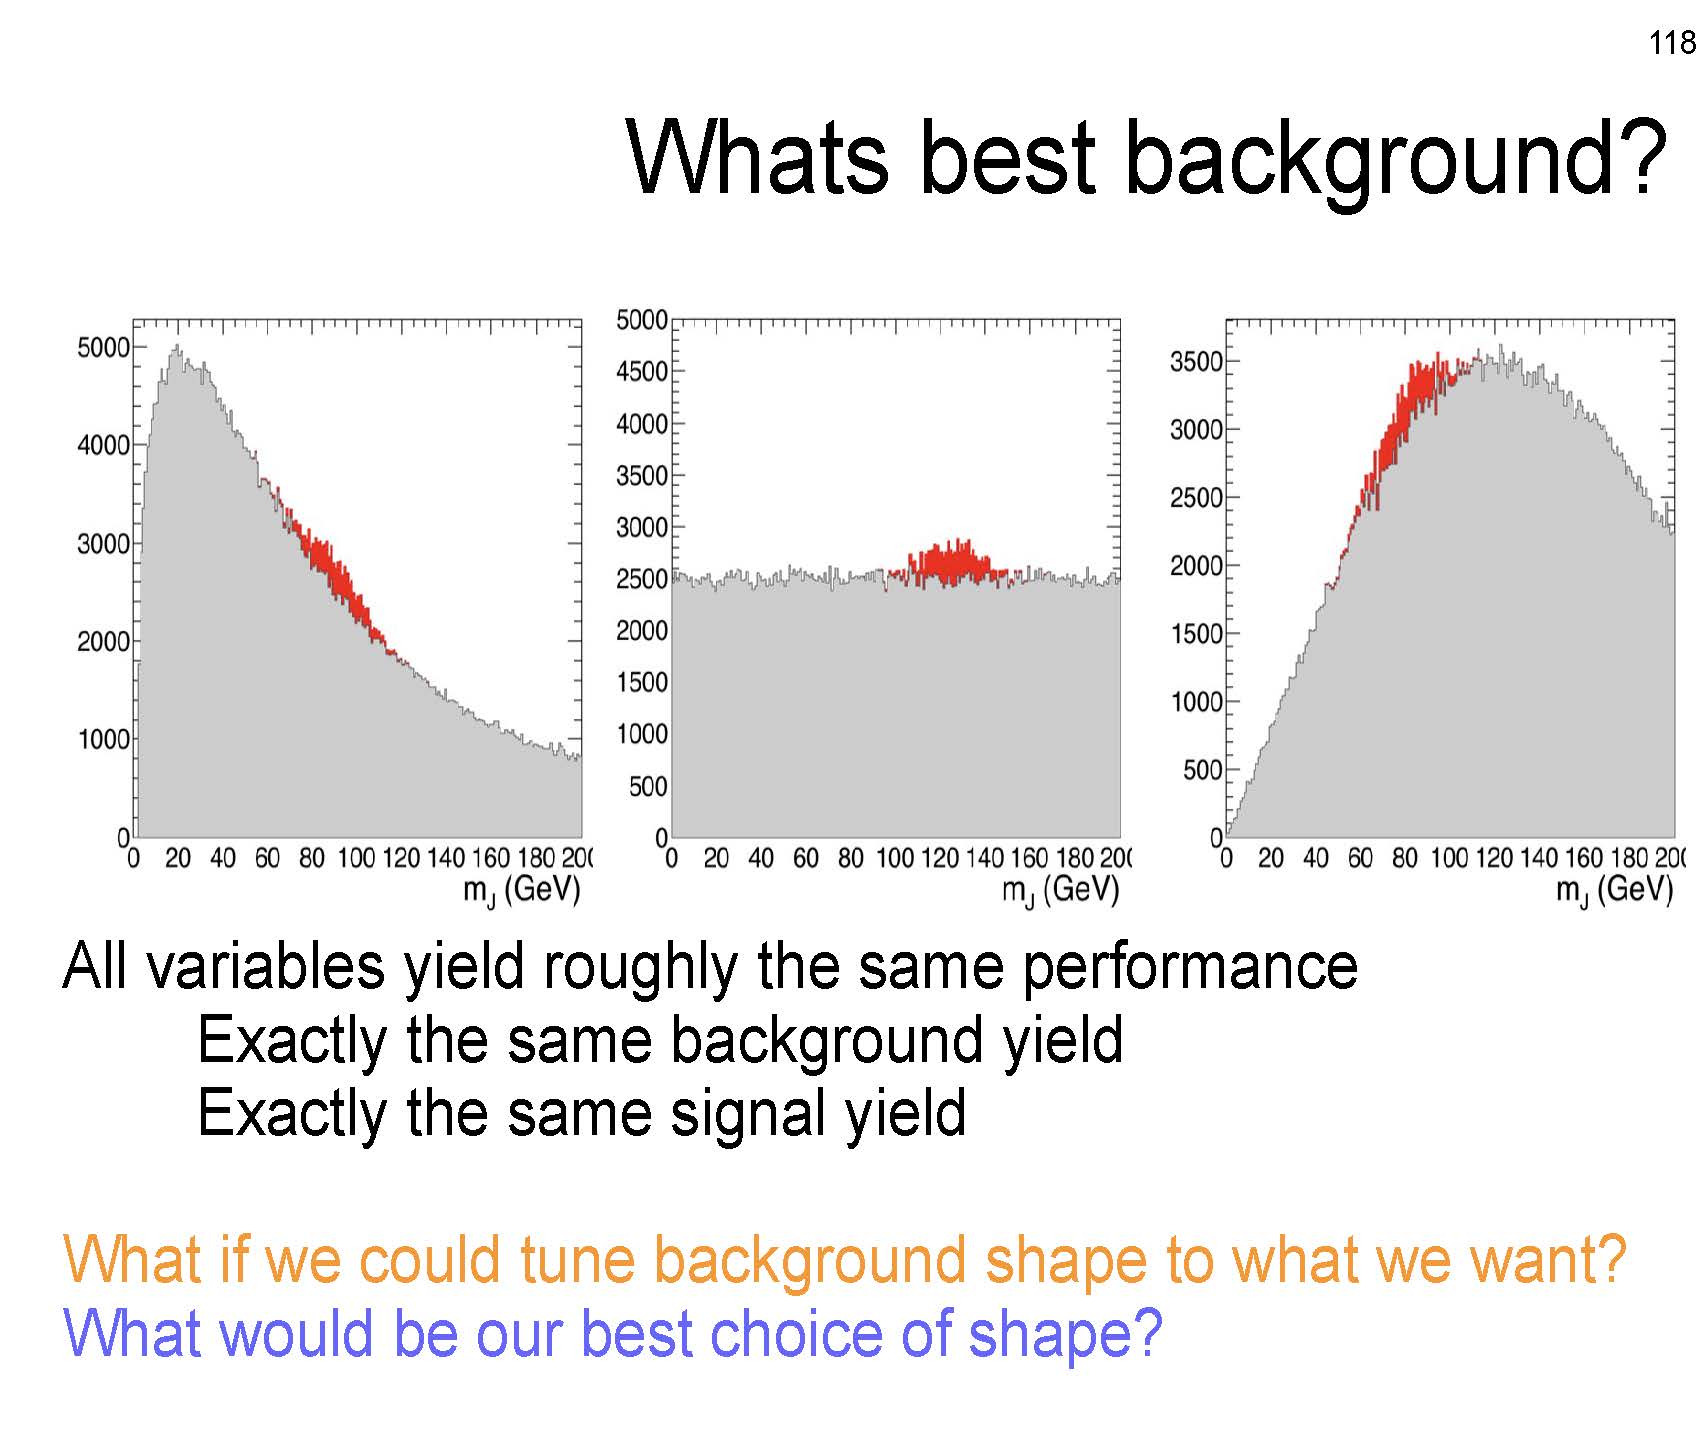 118
Whats best background?
5000
4000
3000
2000
1000
0
0 20 40 60 80 100 120 140 160 180 200
mJ (GeV)
5000
4500
4000
3500
3000
2500
2000
1500
1000
500
0
0 20 40 60 80 100 120 140 160 180 200
mJ (GeV)
3500
3000
2500
2000
1500
1000
500
0
0 20 40 60 80 100 120 140 160 180 200
mJ (GeV)
All variables yield roughly the same performance
Exactly the same background yield
Exactly the same signal yield
What if we could tune background shape to what we want?
What would be our best choice of shape?